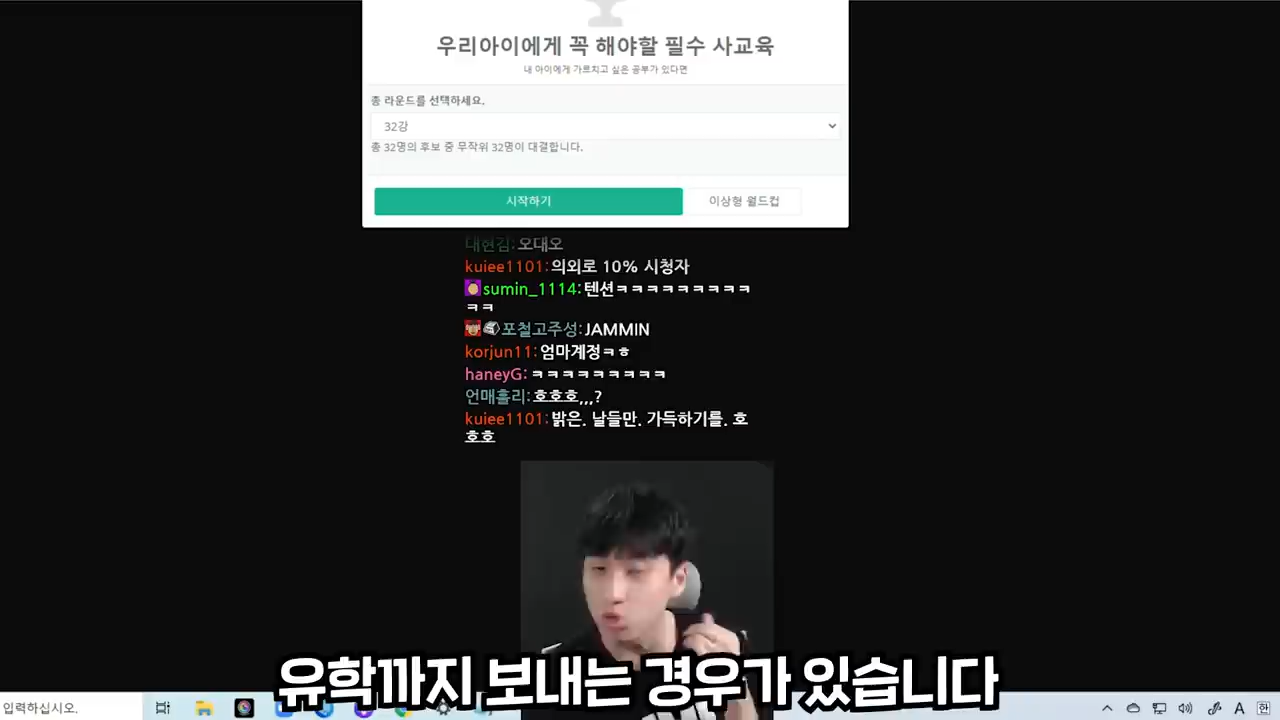 우리아이에게 꼭 해야할 필수 사교육
내 아이에게 가르치고 싶은 공부가 있다면
총 라운드를 선택하세요.
32강
총 32명의 후보 중 무작위 32명이 대결합니다.
시작하기 이상형 월드컵
대현김: 오대오
kuiee1101: 의외로 10% 시청자
sumin_1114: 텐션ㅋㅋㅋㅋㅋㅋㅋㅋㅋ
ㅋㅋ
포철고주성: JAMMIN
korjun11: 엄마계정ㅋㅎ
haneyG: ㅋㅋㅋㅋㅋㅋㅋㅋㅋ
언매홀리: 호호호,,,?
kuiee1101: 밝은. 날들만. 가득하기를. 호
호호
유학까지 보내는 경우가 있습니다
입력하십시오.
A 한